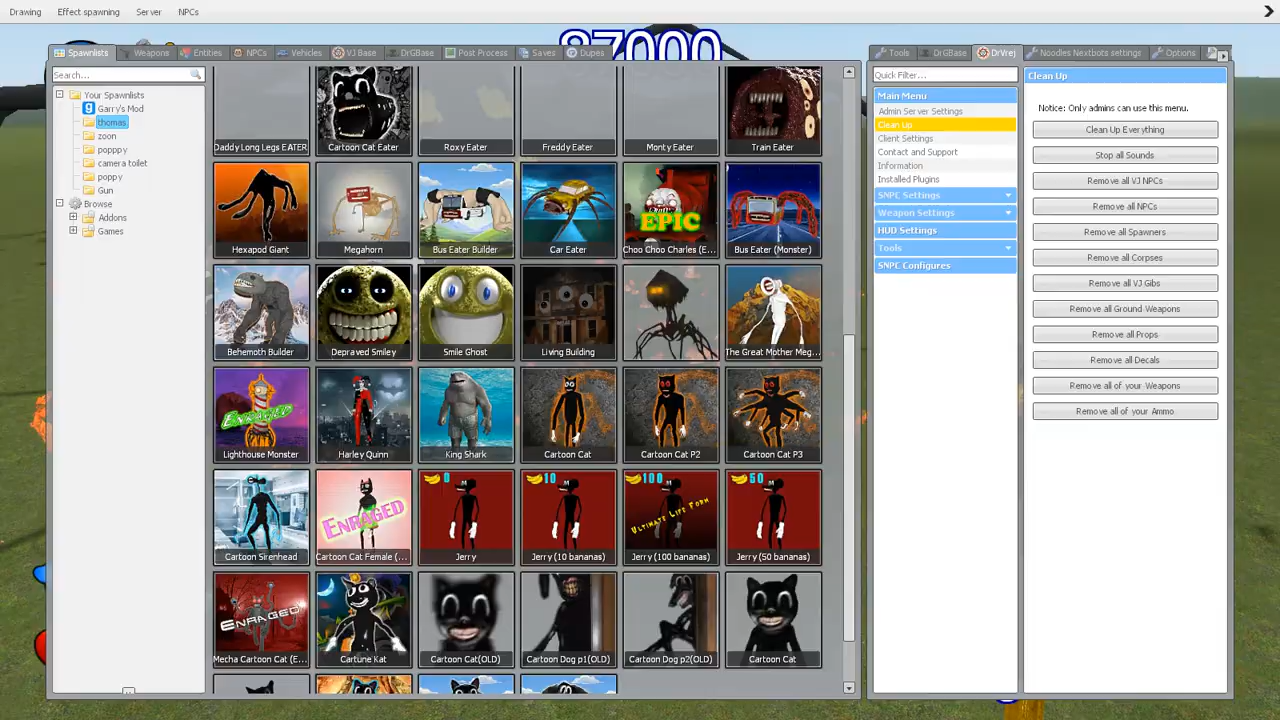 Drawing Effect spawning Server NPCs
87000
Spawnlists Weapons Entities NPCs Vehicles VJ Base DrGBase Post Process Saves Dupes
Search...
Your Spawnlists
Garry's Mod
thomas
zoon
popppy
camera toilet
poppy
Gun
Browse
Addons
Games
Daddy Long Legs EATER Cartoon Cat Eater Roxy Eater Freddy Eater Monty Eater Train Eater
EPIC
Hexapod Giant Megahorn Bus Eater Builder Car Eater Choo Choo Charles (E... Bus Eater (Monster)
Behemoth Builder Depraved Smiley Smile Ghost Living Building The Great Mother Meg...
ENRAGED
Lighthouse Monster Harley Quinn King Shark Cartoon Cat Cartoon Cat P2 Cartoon Cat P3
0 10 100 50
ENRAGED ULTIMATE LIFE FORM
Cartoon Sirenhead Cartoon Cat Female (... Jerry Jerry (10 bananas) Jerry (100 bananas) Jerry (50 bananas)
ENRAGED
Mecha Cartoon Cat (E... Cartune Kat Cartoon Cat(OLD) Cartoon Dog p1(OLD) Cartoon Dog p2(OLD) Cartoon Cat
Tools DrGBase DrVrej Noodles Nextbots settings Options
Quick Filter...
Main Menu
Admin Server Settings
Clean Up
Client Settings
Contact and Support
Information
Installed Plugins
SNPC Settings
Weapon Settings
HUD Settings
Tools
SNPC Configures
Clean Up
Notice: Only admins can use this menu.
Clean Up Everything
Stop all Sounds
Remove all VJ NPCs
Remove all NPCs
Remove all Spawners
Remove all Corpses
Remove all VJ Gibs
Remove all Ground Weapons
Remove all Props
Remove all Decals
Remove all of your Weapons
Remove all of your Ammo